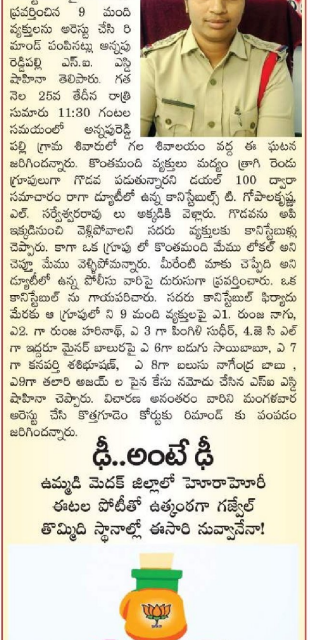 ప్రవర్తించిన 9 మంది
వ్యక్తులను అరెస్టు చేసి రి
మాండ్ పంపినట్లు అన్నపు
రెడ్డిపల్లి ఎస్.ఐ. ఎస్డి
షాహినా తెలిపారు. గత
నెల 25వ తేదీన రాత్రి
సుమారు 11:30 గంటల
సమయంలో అన్నపురెడ్డి
పల్లి గ్రామ శివారులో గల శివాలయం వద్ద ఈ ఘటన
జరిగిందన్నారు. కొంతమంది వ్యక్తులు మద్యం త్రాగి రెండు
గ్రూపులుగా గొడవ పడుతున్నారని డయల్ 100 ద్వారా
సమాచారం రాగా డ్యూటీలో ఉన్న కానిస్టేబుల్స్ టి. గోపాలకృష్ణ
ఎల్. సర్వేశ్వరరావు లు అక్కడికి వెళ్లారు. గొడవను అపి
ఇక్కడినుంచి వెళ్లిపోవాలని సదరు వ్యక్తులకు కానిస్టేబుళ్లు
చెప్పారు. కాగా ఒక గ్రూపు లో కొంతమంది మేము లోకల్ అని
చెప్తూ మేము వెళ్ళిపోమన్నారు. మీరేంటి మాకు చెప్పేది అని
డ్యూటీలో ఉన్న పోలీసు వారిపై దురుసుగా ప్రవర్తించారు. ఒక
కానిస్టేబుల్ ను గాయపరిచారు. సదరు కానిస్టేబుల్ ఫిర్యాదు
మేరకు ఆ గ్రూపులో ని 9 మంది వ్యక్తులపై ఎ1. రుంజ నాగు,
ఎ2. గా రుంజ హరినాథ్, ఎ 3 గా పింగిళి సుధీర్, 4.జె సి ఎల్
గా ఇద్దరూ మైనర్ బాలురపై ఎ 6గా బడుగు సాయిబాబూ, ఎ 7
గా కనపర్తి శశిభూషణ్, ఎ 8గా బలుసు నాగేంద్ర బాబు ,
ఎ9గా తలారి అజయ్ ల పైన కేసు నమోదు చేసిన ఎస్ఐ ఎస్డి
షాహినా చెప్పారు. విచారణ అనంతరం వారిని మంగళవార
అరెస్టు చేసి కొత్తగూడెం కోర్టుకు రిమాండ్ కు పంపడం
జరిగిందన్నారు.
ఢీ..అంటే ఢీ
ఉమ్మడి మెదక్ జిల్లాలో హెూరాహెూరీ
ఈటల పోటీతో ఉత్కంఠగా గజ్వేల్
తొమ్మిది స్థానాల్లో ఈసారి నువ్వానేనా!